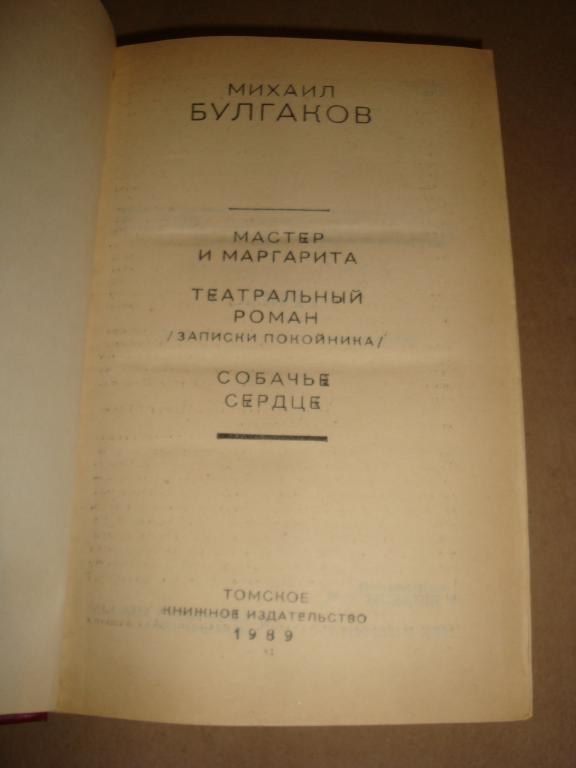 МИХАИЛ
БУЛГАКОВ
МАСТЕР
И МАРГАРИТА
ТЕАТРАЛЬНЫЙ
РОМАН
/ЗАПИСКИ ПОКОЙНИКА/
СОБАЧЬЕ
СЕРДЦЕ
ТОМСКОЕ
КНИЖНОЕ ИЗДАТЕЛЬСТВО
1989